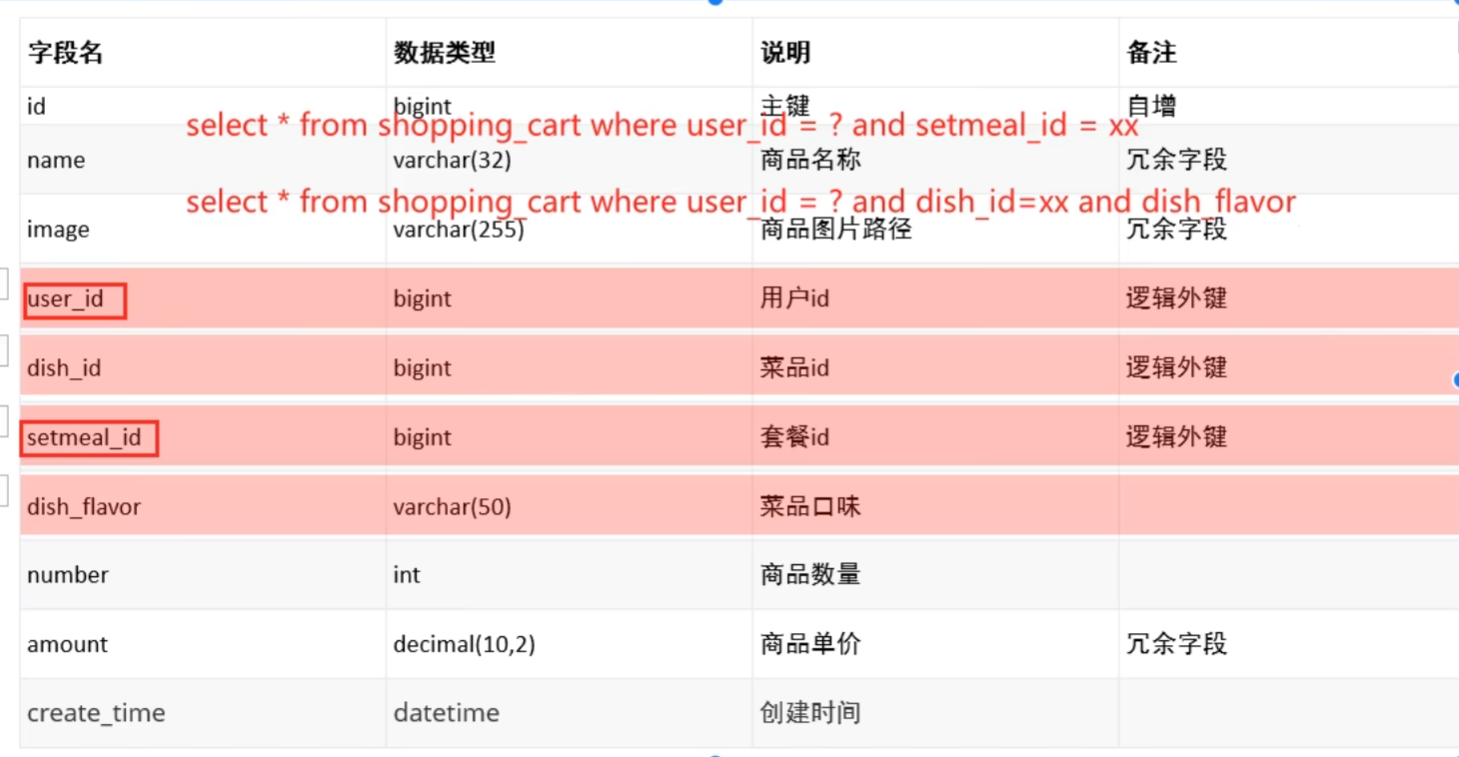 字段名 数据类型 说明 备注
id bigint 主键 自增
select * from shopping_cart where user_id = ? and setmeal_id = xx
name varchar(32) 商品名称 冗余字段
select * from shopping_cart where user_id = ? and dish_id=xx and dish_flavor
image varchar(255) 商品图片路径 冗余字段
user_id bigint 用户id 逻辑外键
dish_id bigint 菜品id 逻辑外键
setmeal_id bigint 套餐id 逻辑外键
dish_flavor varchar(50) 菜品口味
number int 商品数量
amount decimal(10,2) 商品单价 冗余字段
create_time datetime 创建时间